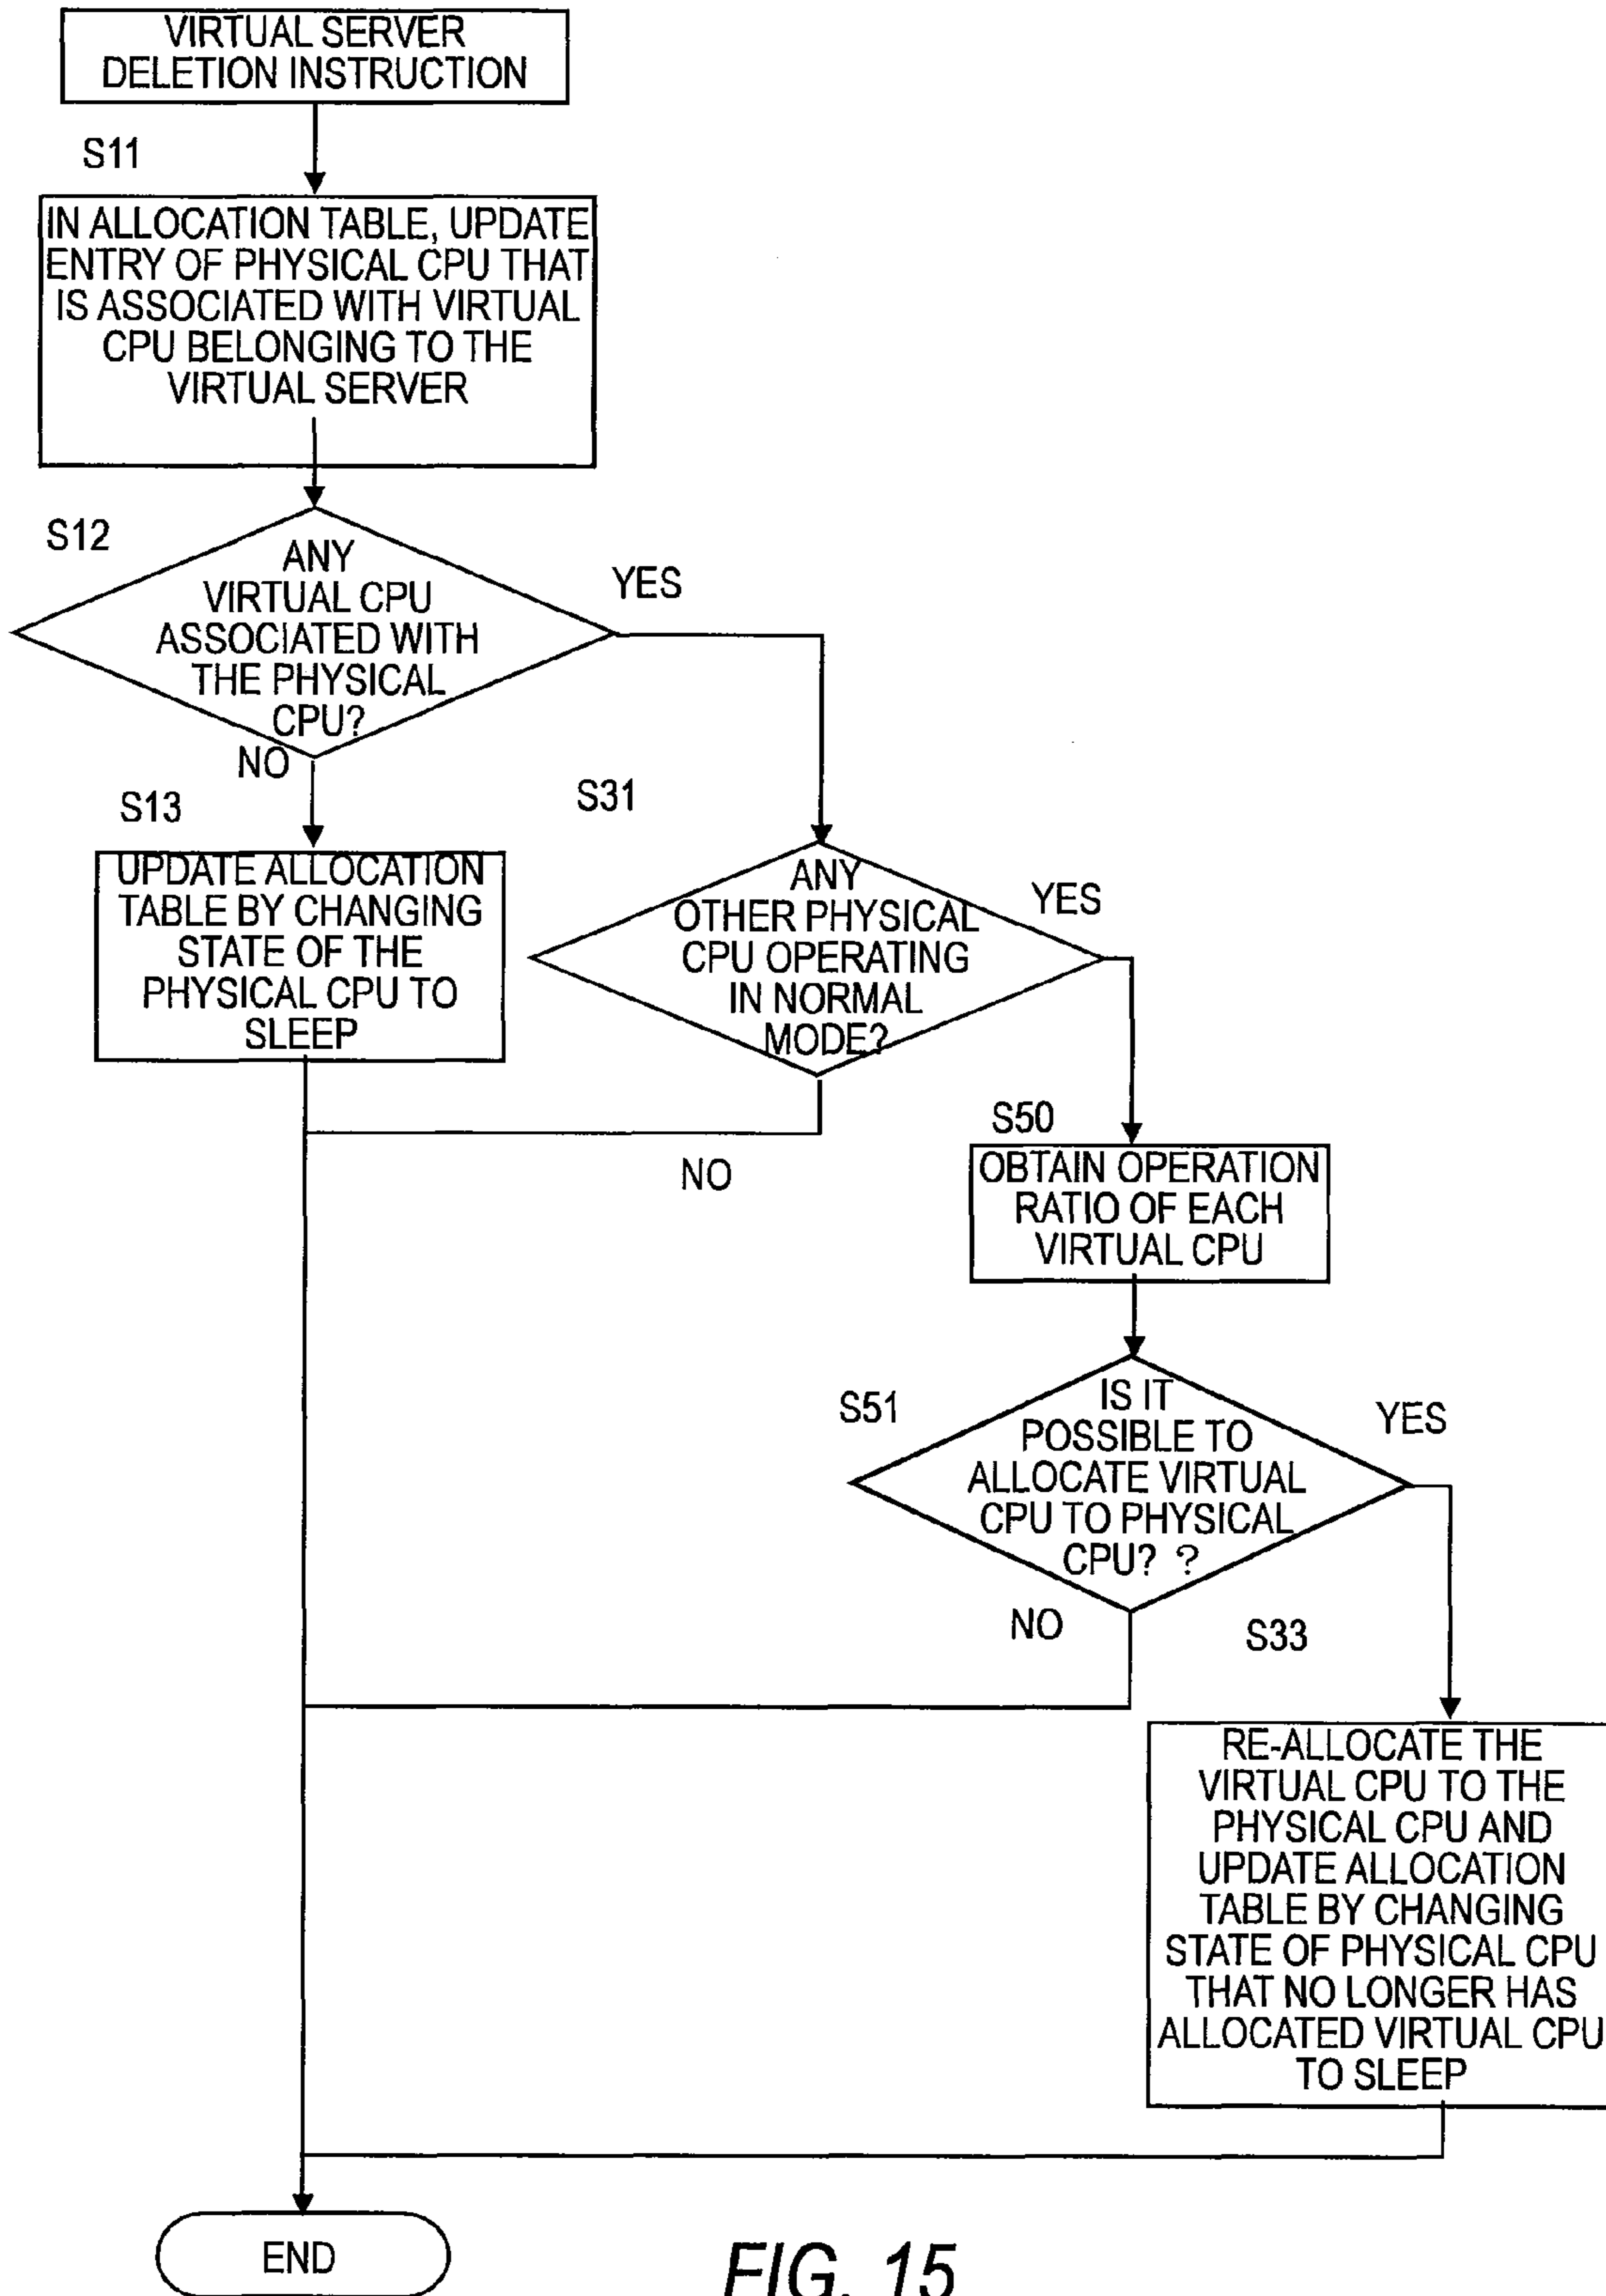 VIRTUAL SERVER
DELETION INSTRUCTION
S11
IN ALLOCATION TABLE, UPDATE
ENTRY OF PHYSICAL CPU THAT
IS ASSOCIATED WITH VIRTUAL
CPU BELONGING TO THE
VIRTUAL SERVER
S12
ANY
VIRTUAL CPU
ASSOCIATED WITH
THE PHYSICAL
CPU?
YES
NO
S13
UPDATE ALLOCATION
TABLE BY CHANGING
STATE OF THE
PHYSICAL CPU TO
SLEEP
S31
ANY
OTHER PHYSICAL
CPU OPERATING
IN NORMAL
MODE?
YES
NO
S50
OBTAIN OPERATION
RATIO OF EACH
VIRTUAL CPU
S51
IS IT
POSSIBLE TO
ALLOCATE VIRTUAL
CPU TO PHYSICAL
CPU? ?
YES
NO
S33
RE-ALLOCATE THE
VIRTUAL CPU TO THE
PHYSICAL CPU AND
UPDATE ALLOCATION
TABLE BY CHANGING
STATE OF PHYSICAL CPU
THAT NO LONGER HAS
ALLOCATED VIRTUAL CPU
TO SLEEP
END
FIG. 15